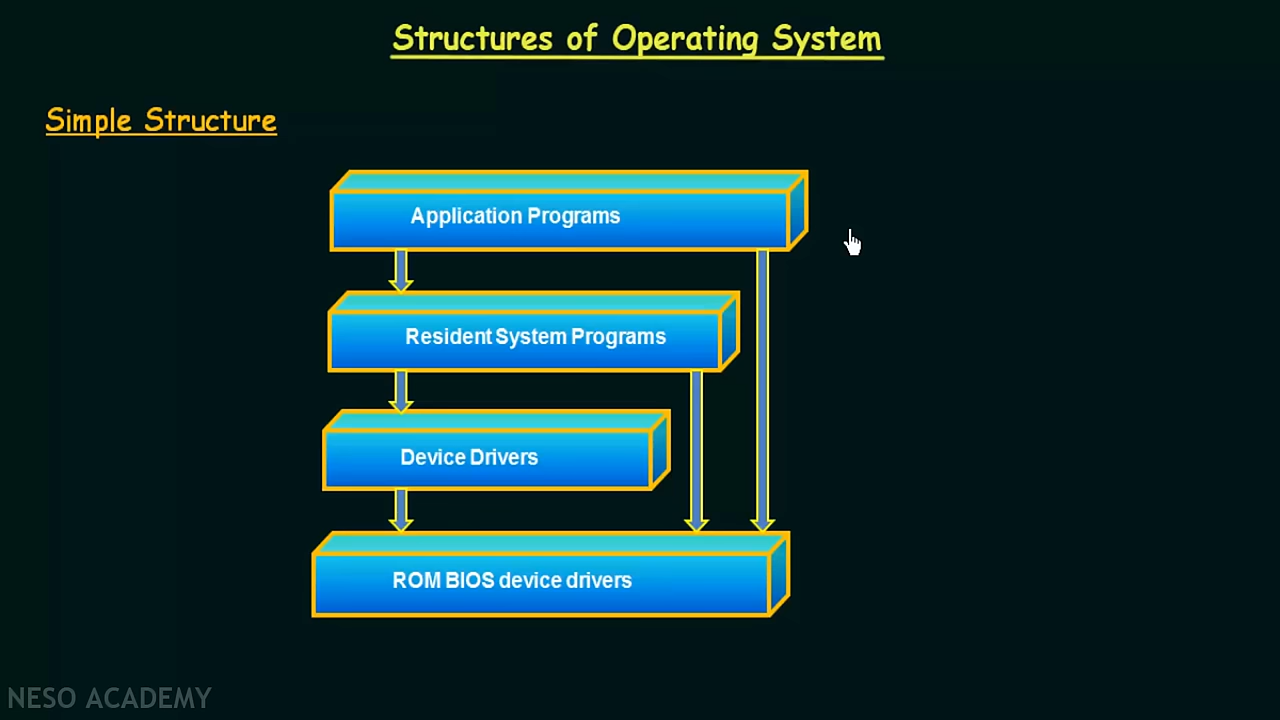 Structures of Operating System
Simple Structure
Application Programs
Resident System Programs
Device Drivers
ROM BIOS device drivers
NESO ACADEMY